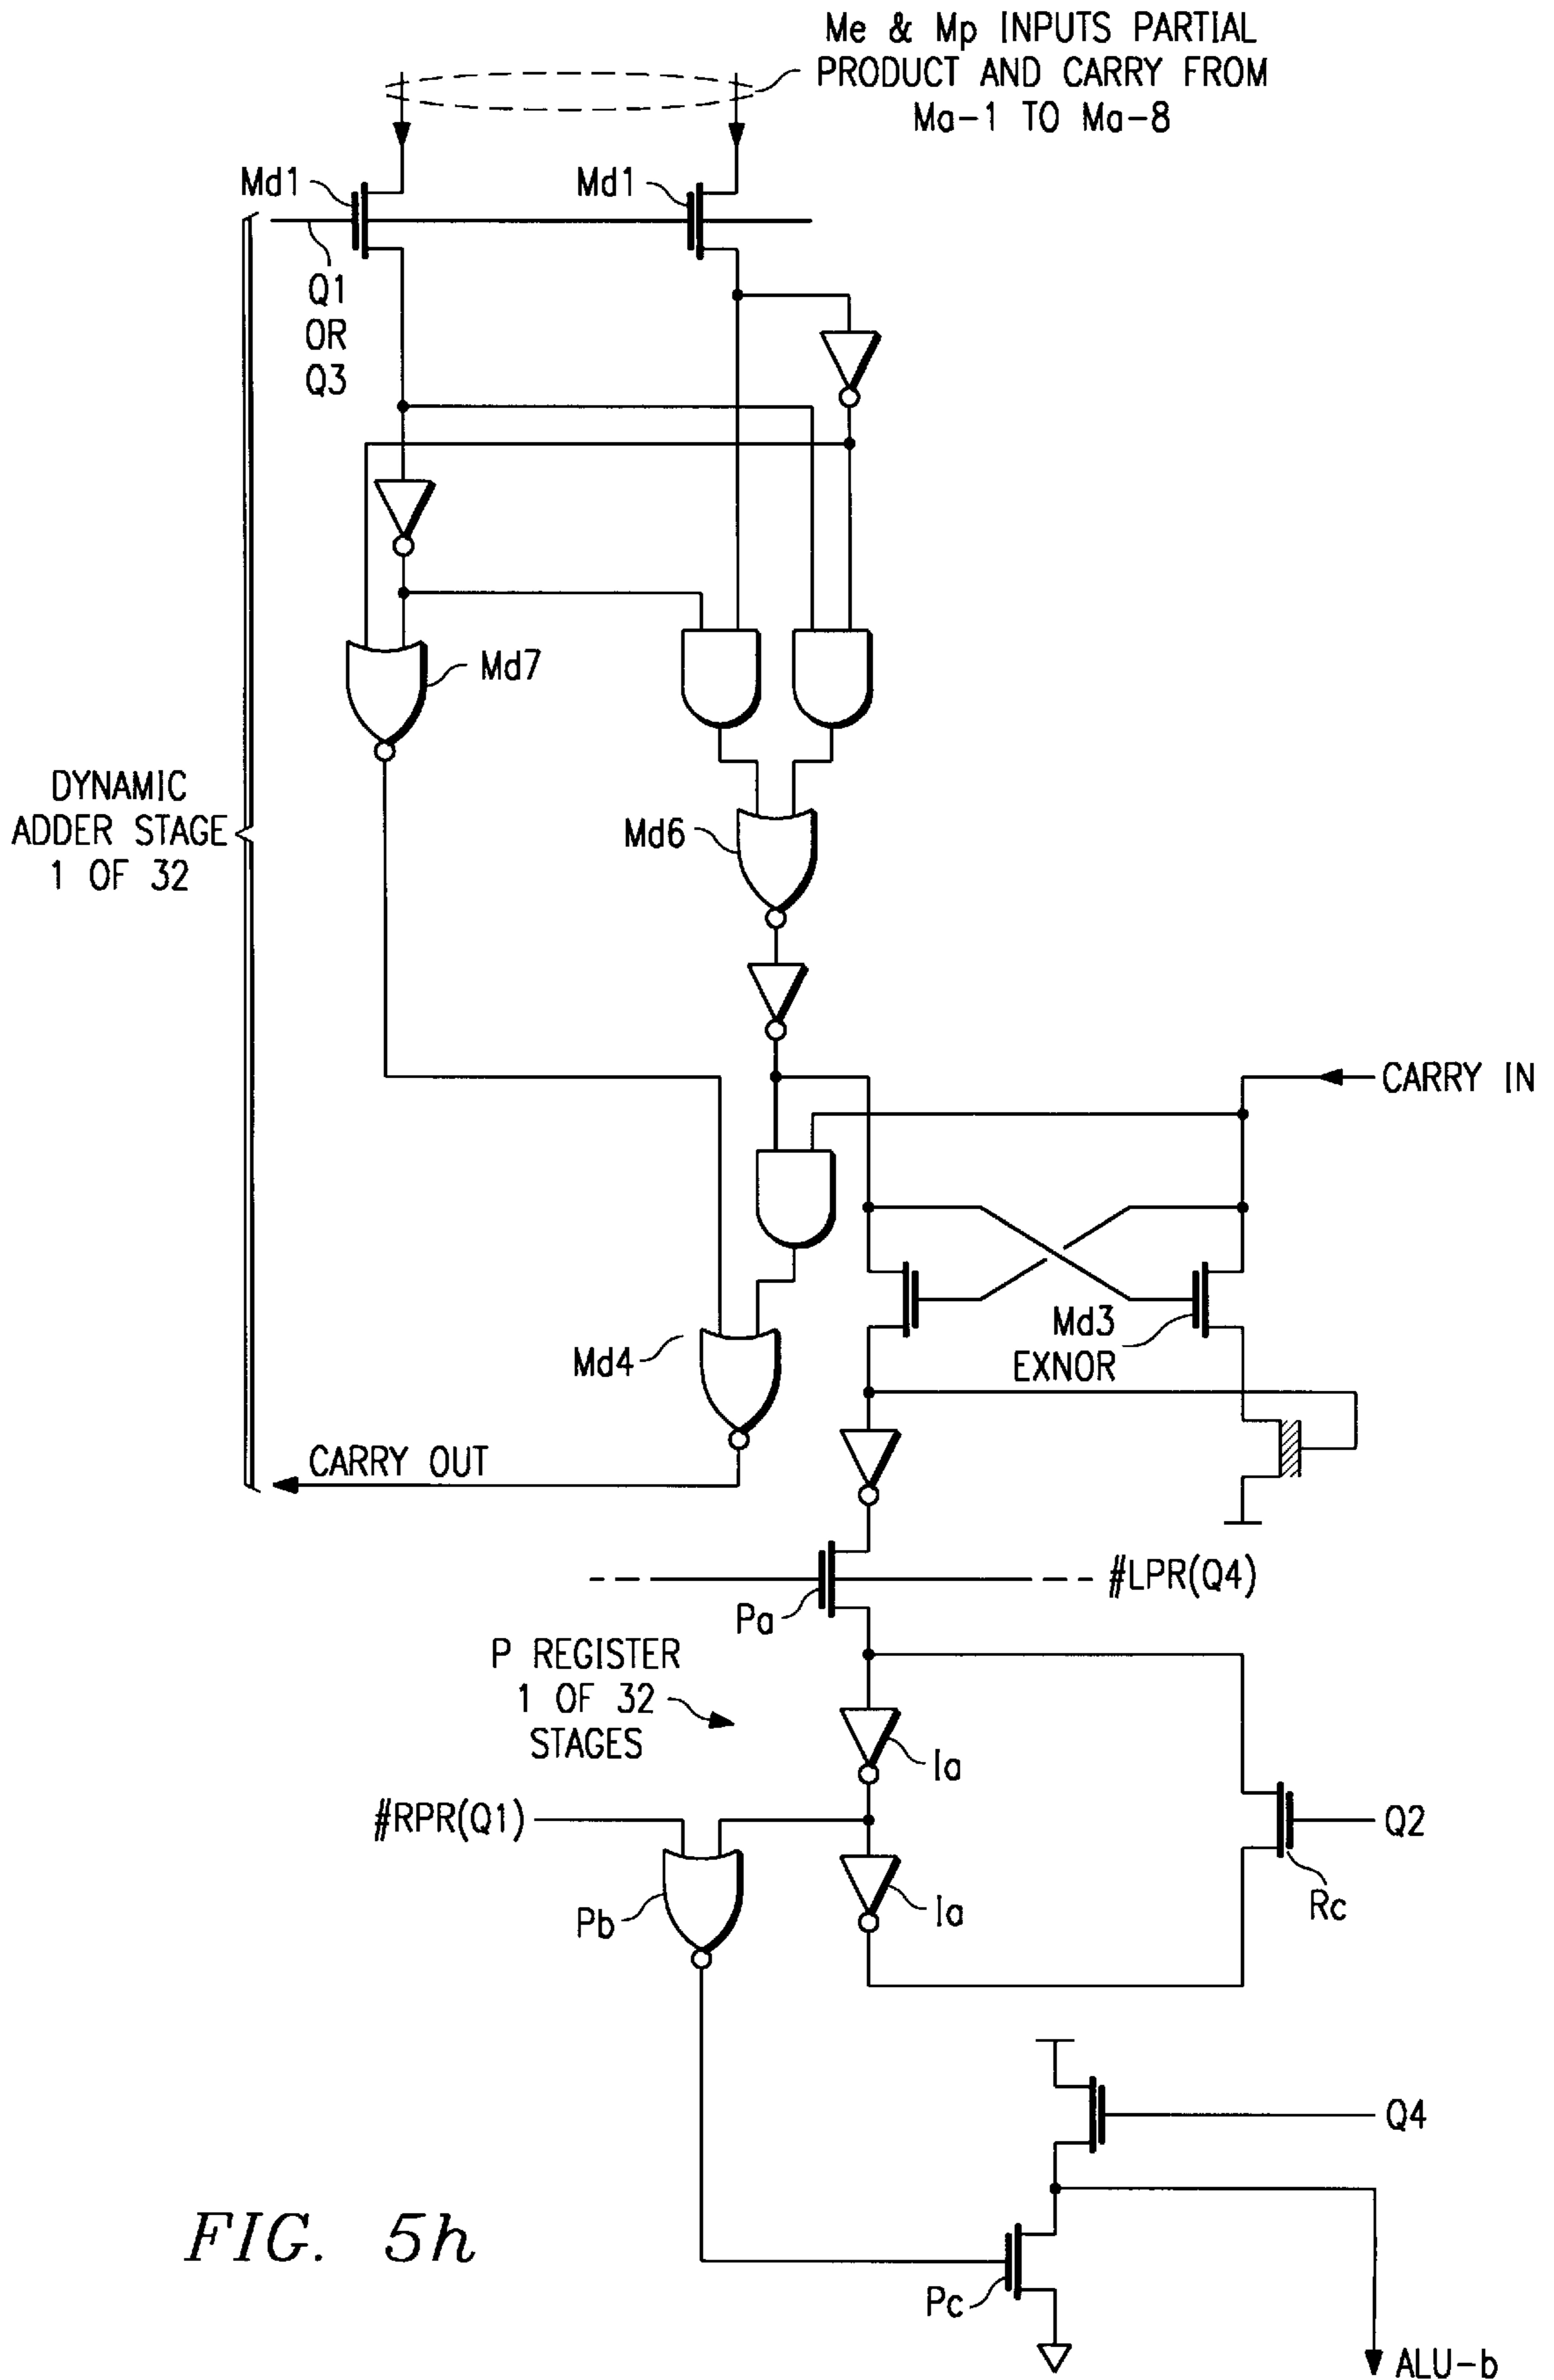 Me & Mp INPUTS PARTIAL
PRODUCT AND CARRY FROM
Ma-1 TO Ma-8
Md1
Md1
Q1
OR
Q3
Md7
DYNAMIC
ADDER STAGE
1 OF 32
Md6
CARRY IN
Md3
EXNOR
Md4
CARRY OUT
#LPR(Q4)
Pa
P REGISTER
1 OF 32
STAGES
Ia
#RPR(Q1)
Q2
Rc
Pb
Ia
Q4
FIG. 5h
Pc
ALU-b